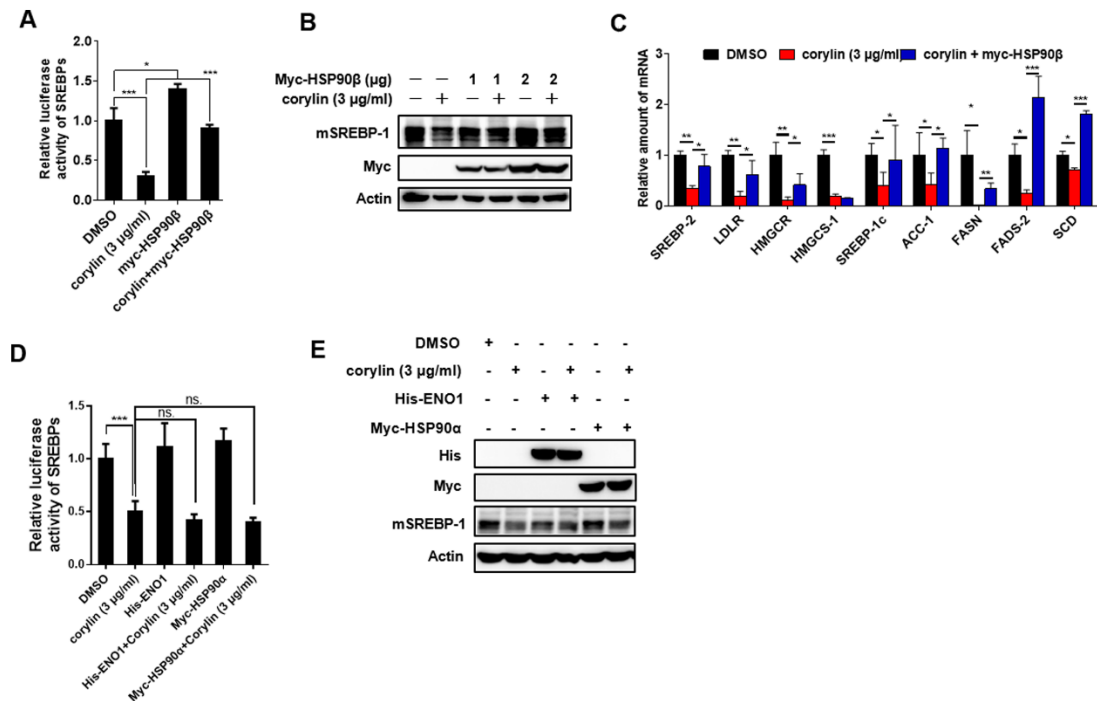 A
Relative luciferase
activity of SREBPs
2.0
1.5
1.0
0.5
0.0
*
***
***
DMSO
corylin (3 µg/ml)
myc-HSP90β
corylin+myc-HSP90β
B
Myc-HSP90β (µg) — — 1 1 2 2
corylin (3 µg/ml) — + — + — +
mSREBP-1
Myc
Actin
C
DMSO corylin (3 µg/ml) corylin + myc-HSP90β
Relative amount of mRNA
3
2
1
0
** * ** * ** * *** * * * * * ** * *** * ***
SREBP-2
LDLR
HMGCR
HMGCS-1
SREBP-1c
ACC-1
FASN
FADS-2
SCD
D
Relative luciferase
activity of SREBPs
1.5
1.0
0.5
0.0
ns.
ns.
***
DMSO
corylin (3 µg/ml)
His-ENO1
His-ENO1+Corylin (3 µg/ml)
Myc-HSP90α
Myc-HSP90α+Corylin (3 µg/ml)
E
DMSO + - - - - -
corylin (3 µg/ml) - + - + - +
His-ENO1 - - + + - -
Myc-HSP90α - - - - + +
His
Myc
mSREBP-1
Actin